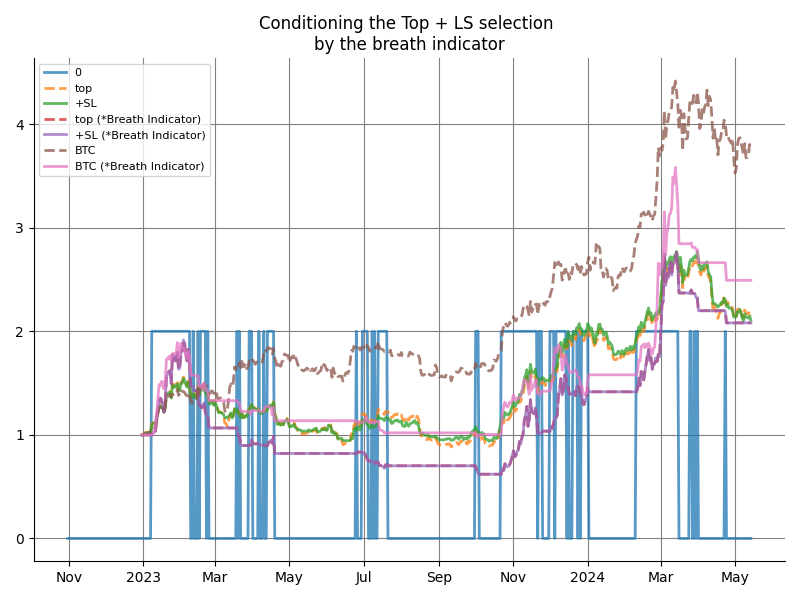 Conditioning the Top + LS selection
by the breath indicator
0
top
+SL
top (*Breath Indicator)
+SL (*Breath Indicator)
BTC
BTC (*Breath Indicator)
4
3
2
1
0
Nov
2023
Mar
May
Jul
Sep
Nov
2024
Mar
May